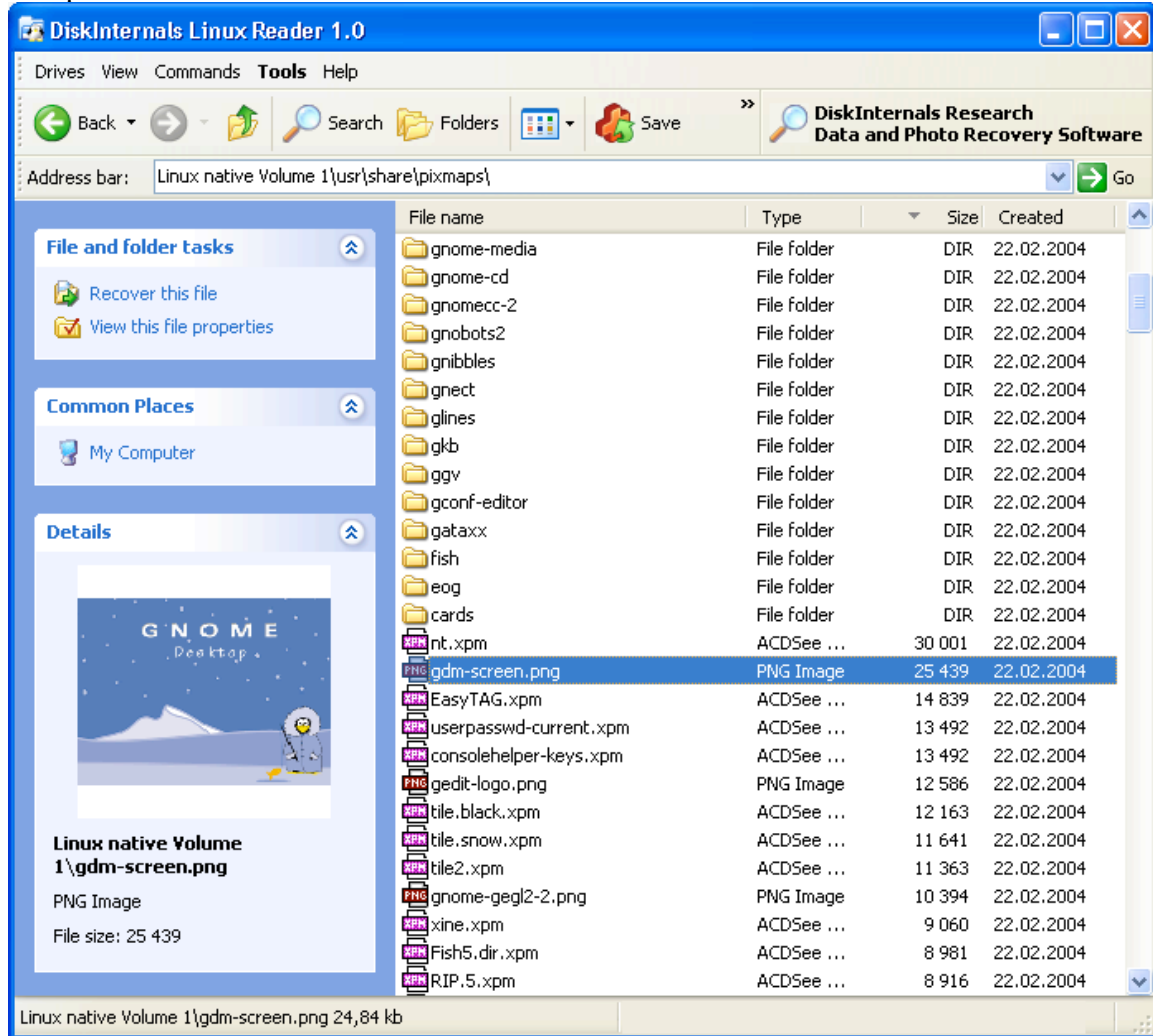 DiskInternals Linux Reader 1.0
Drives View Commands Tools Help
Back Search Folders Save » DiskInternals Research
Data and Photo Recovery Software
Address bar: Linux native Volume 1\usr\share\pixmaps\ Go
File and folder tasks
Recover this file
View this file properties
Common Places
My Computer
Details
GNOME
Desktop
Linux native Volume
1\gdm-screen.png
PNG Image
File size: 25 439
File name Type Size Created
gnome-media File folder DIR 22.02.2004
gnome-cd File folder DIR 22.02.2004
gnomecc-2 File folder DIR 22.02.2004
gnobots2 File folder DIR 22.02.2004
gnibbles File folder DIR 22.02.2004
gnect File folder DIR 22.02.2004
glines File folder DIR 22.02.2004
gkb File folder DIR 22.02.2004
ggv File folder DIR 22.02.2004
gconf-editor File folder DIR 22.02.2004
gataxx File folder DIR 22.02.2004
fish File folder DIR 22.02.2004
eog File folder DIR 22.02.2004
cards File folder DIR 22.02.2004
XPM nt.xpm ACDSee ... 30 001 22.02.2004
PNG gdm-screen.png PNG Image 25 439 22.02.2004
XPM EasyTAG.xpm ACDSee ... 14 839 22.02.2004
XPM userpasswd-current.xpm ACDSee ... 13 492 22.02.2004
XPM consolehelper-keys.xpm ACDSee ... 13 492 22.02.2004
PNG gedit-logo.png PNG Image 12 586 22.02.2004
XPM tile.black.xpm ACDSee ... 12 163 22.02.2004
XPM tile.snow.xpm ACDSee ... 11 641 22.02.2004
XPM tile2.xpm ACDSee ... 11 363 22.02.2004
PNG gnome-gegl2-2.png PNG Image 10 394 22.02.2004
XPM xine.xpm ACDSee ... 9 060 22.02.2004
XPM Fish5.dir.xpm ACDSee ... 8 981 22.02.2004
XPM RIP.5.xpm ACDSee ... 8 916 22.02.2004
Linux native Volume 1\gdm-screen.png 24,84 kb